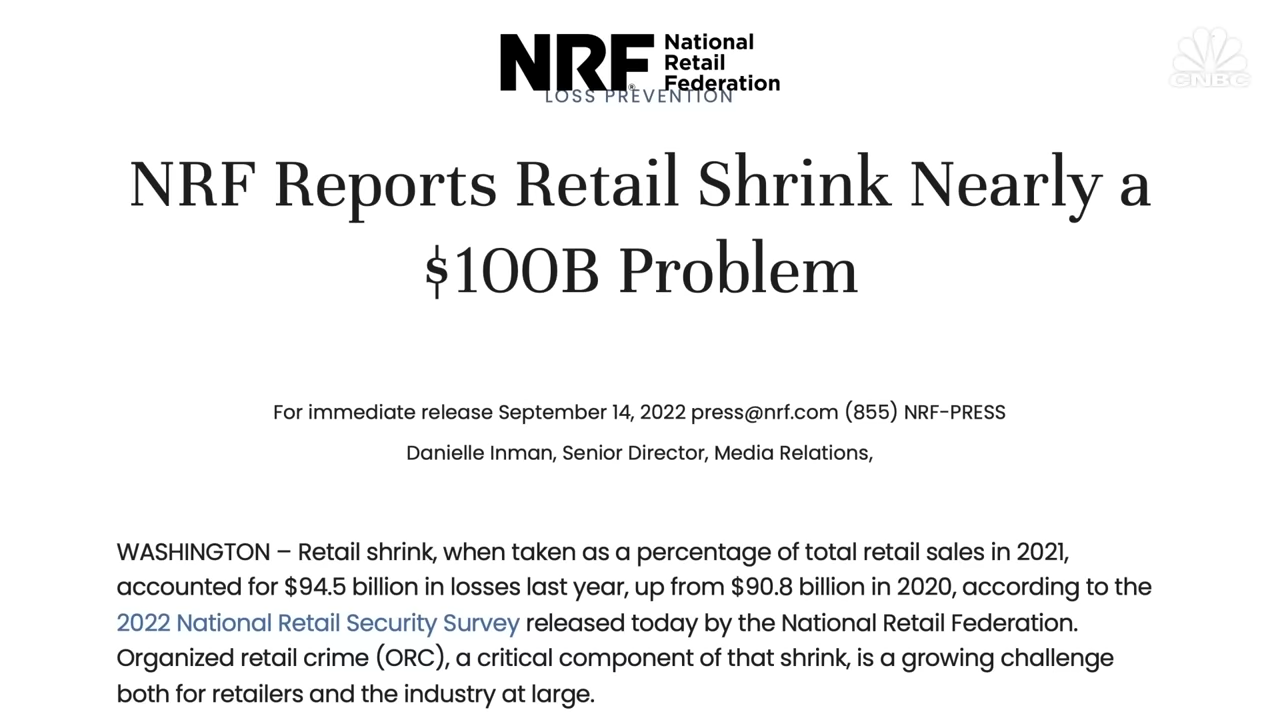 NRF National
Retail
Federation
CNBC
LOSS PREVENTION
NRF Reports Retail Shrink Nearly a
$100B Problem
For immediate release September 14, 2022 press@nrf.com (855) NRF-PRESS
Danielle Inman, Senior Director, Media Relations,
WASHINGTON – Retail shrink, when taken as a percentage of total retail sales in 2021,
accounted for $94.5 billion in losses last year, up from $90.8 billion in 2020, according to the
2022 National Retail Security Survey released today by the National Retail Federation.
Organized retail crime (ORC), a critical component of that shrink, is a growing challenge
both for retailers and the industry at large.